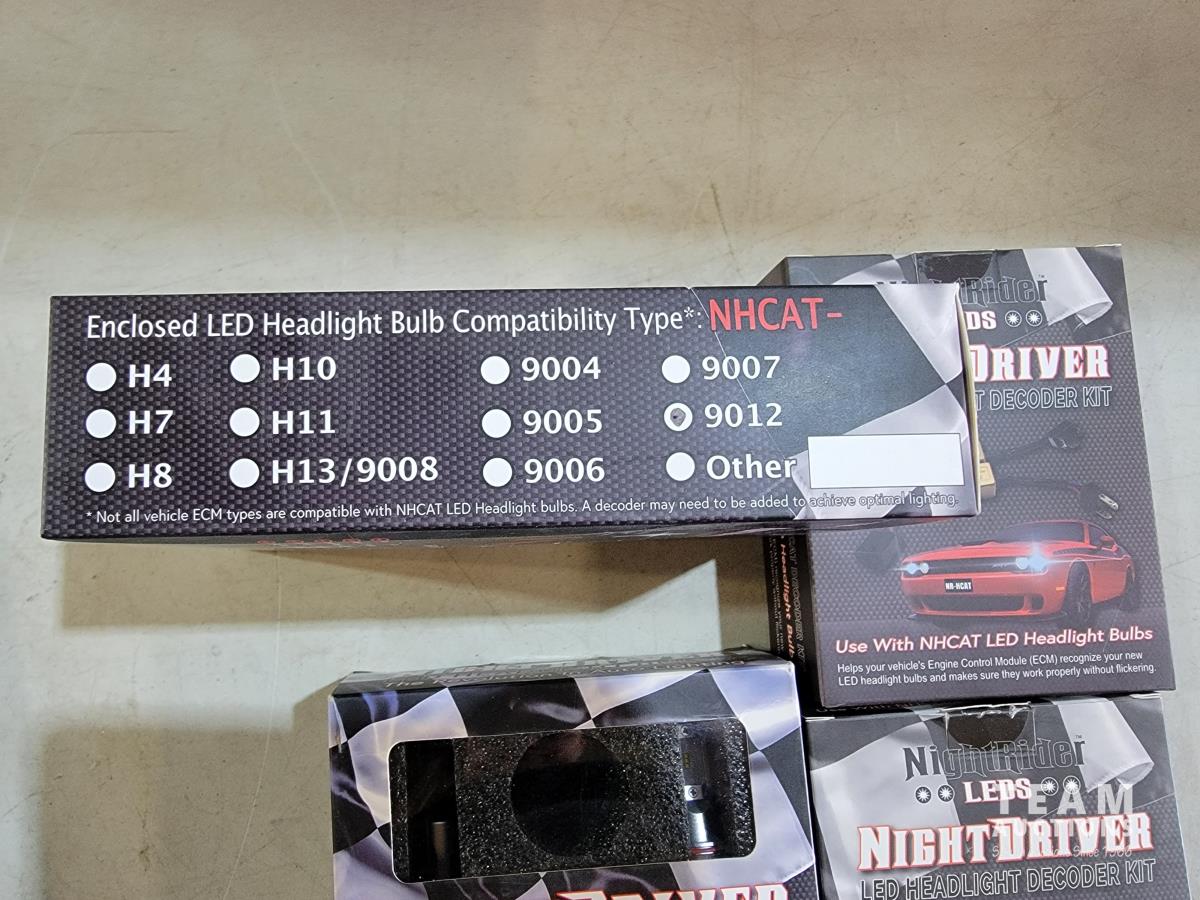 Enclosed LED Headlight Bulb Compatibility Type*: NHCAT-
H4 H10 9004 9007
H7 H11 9005 9012
H8 H13/9008 9006 Other
* Not all vehicle ECM types are compatible with NHCAT LED Headlight bulbs. A decoder may need to be added to achieve optimal lighting.
DRIVER
DECODER KIT
NR-HCAT
Use With NHCAT LED Headlight Bulbs
Helps your vehicle's Engine Control Module (ECM) recognize your new
LED headlight bulbs and makes sure they work properly without flickering.
NightRider™
LEDS
NIGHTDRIVER
LED HEADLIGHT DECODER KIT
DRIVER
TEAM
AUCTIONS